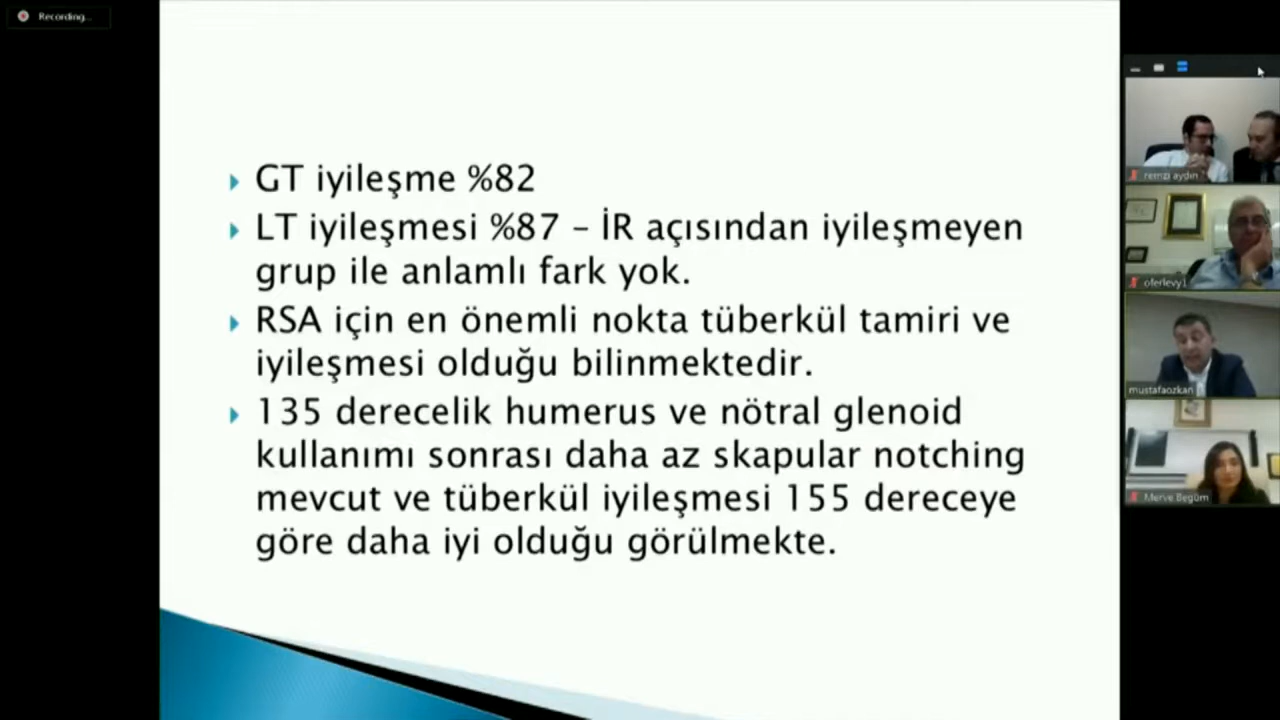 Recording...
GT iyileşme %82
LT iyileşmesi %87 – İR açısından iyileşmeyen
grup ile anlamlı fark yok.
RSA için en önemli nokta tüberkül tamiri ve
iyileşmesi olduğu bilinmektedir.
135 derecelik humerus ve nötral glenoid
kullanımı sonrası daha az skapular notching
mevcut ve tüberkül iyileşmesi 155 dereceye
göre daha iyi olduğu görülmekte.
remzi aydın
oferlevy1
mustafaozkan
Merve Begüm